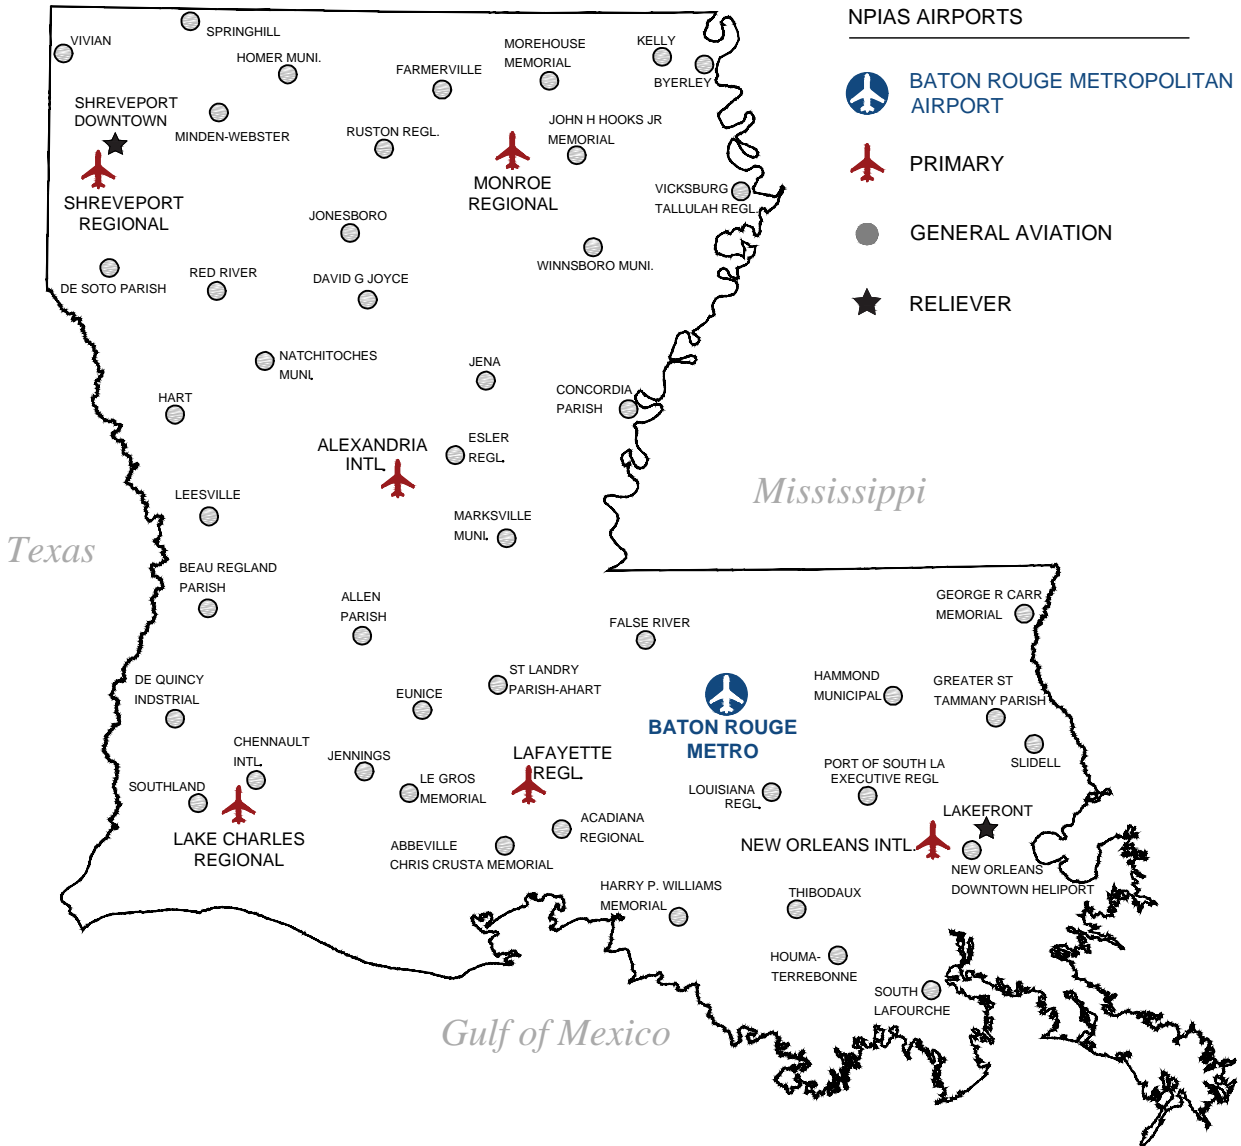 NPIAS AIRPORTS
BATON ROUGE METROPOLITAN
AIRPORT
PRIMARY
GENERAL AVIATION
RELIEVER
VIVIAN
SPRINGHILL
HOMER MUNI.
FARMERVILLE
MOREHOUSE
MEMORIAL
KELLY
BYERLEY
SHREVEPORT
DOWNTOWN
MINDEN-WEBSTER
RUSTON REGL.
JOHN H HOOKS JR
MEMORIAL
SHREVEPORT
REGIONAL
MONROE
REGIONAL
VICKSBURG
TALLULAH REGL.
JONESBORO
WINNSBORO MUNI.
DE SOTO PARISH
RED RIVER
DAVID G JOYCE
NATCHITOCHES
MUNI.
JENA
CONCORDIA
PARISH
HART
ALEXANDRIA
INTL.
ESLER
REGL.
Mississippi
LEESVILLE
MARKSVILLE
MUNI.
Texas
BEAU REGLAND
PARISH
ALLEN
PARISH
FALSE RIVER
GEORGE R CARR
MEMORIAL
DE QUINCY
INDSTRIAL
EUNICE
ST LANDRY
PARISH-AHART
BATON ROUGE
METRO
HAMMOND
MUNICIPAL
GREATER ST
TAMMANY PARISH
SLIDELL
CHENNAULT
INTL.
JENNINGS
LE GROS
MEMORIAL
LAFAYETTE
REGL.
SOUTHLAND
LOUISIANA
REGL.
PORT OF SOUTH LA
EXECUTIVE REGL
LAKEFRONT
LAKE CHARLES
REGIONAL
ABBEVILLE
CHRIS CRUSTA MEMORIAL
ACADIANA
REGIONAL
NEW ORLEANS INTL.
NEW ORLEANS
DOWNTOWN HELIPORT
HARRY P. WILLIAMS
MEMORIAL
THIBODAUX
HOUMA-
TERREBONNE
SOUTH
LAFOURCHE
Gulf of Mexico